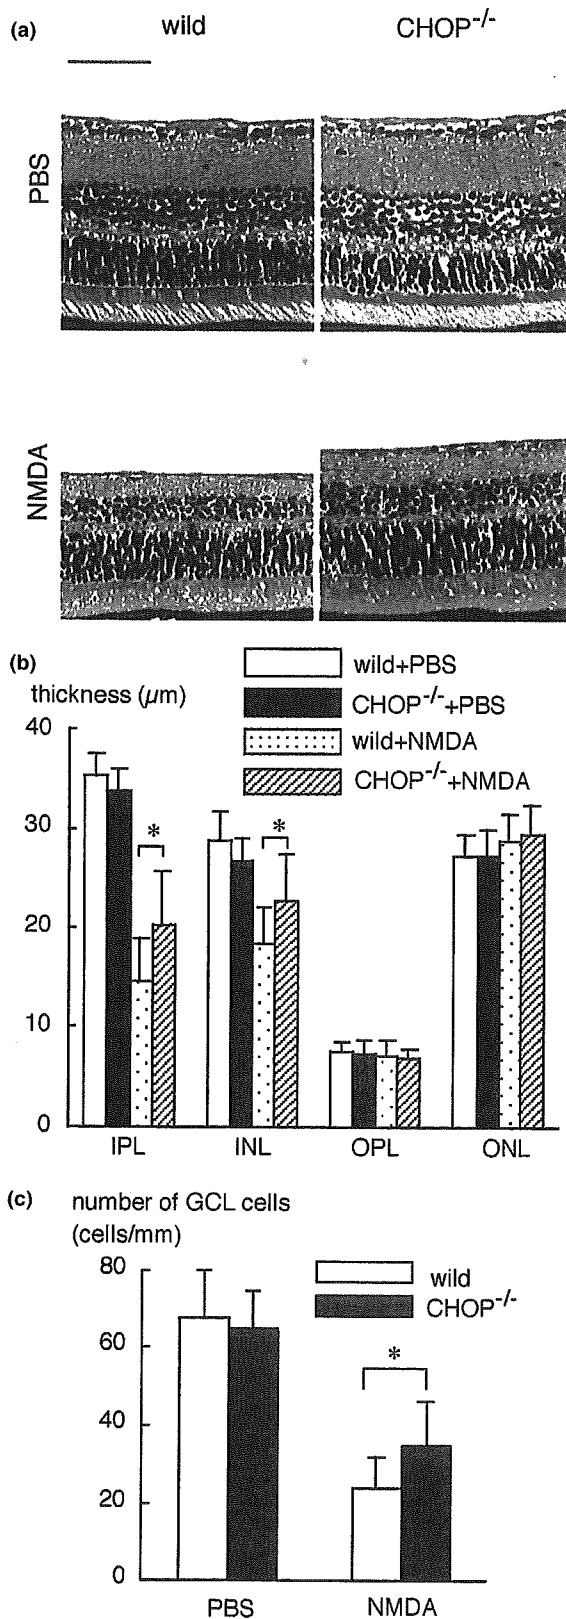 (a) wild CHOP-/-
PBS
NMDA
(b)
wild+PBS
thickness (μm)
CHOP-/-+PBS
wild+NMDA
CHOP-/-+NMDA
40
30
20
10
0
* *
IPL INL OPL ONL
(c) number of GCL cells
(cells/mm)
wild
CHOP-/-
80
60
40
20
0
*
PBS NMDA